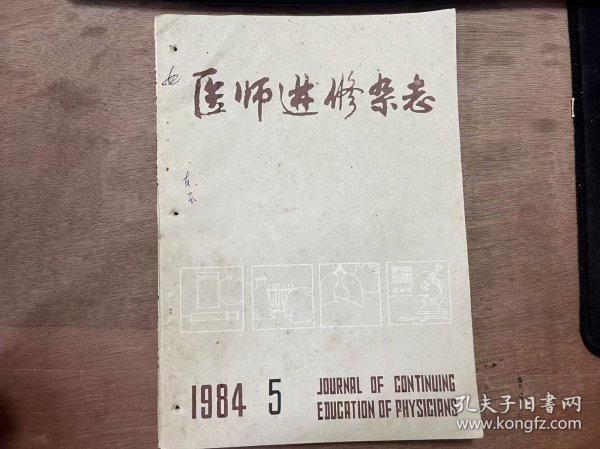 医师进修杂志
1984 5
JOURNAL OF CONTINUING
EDUCATION OF PHYSICIANS
孔夫子旧书网
www.kongfz.com